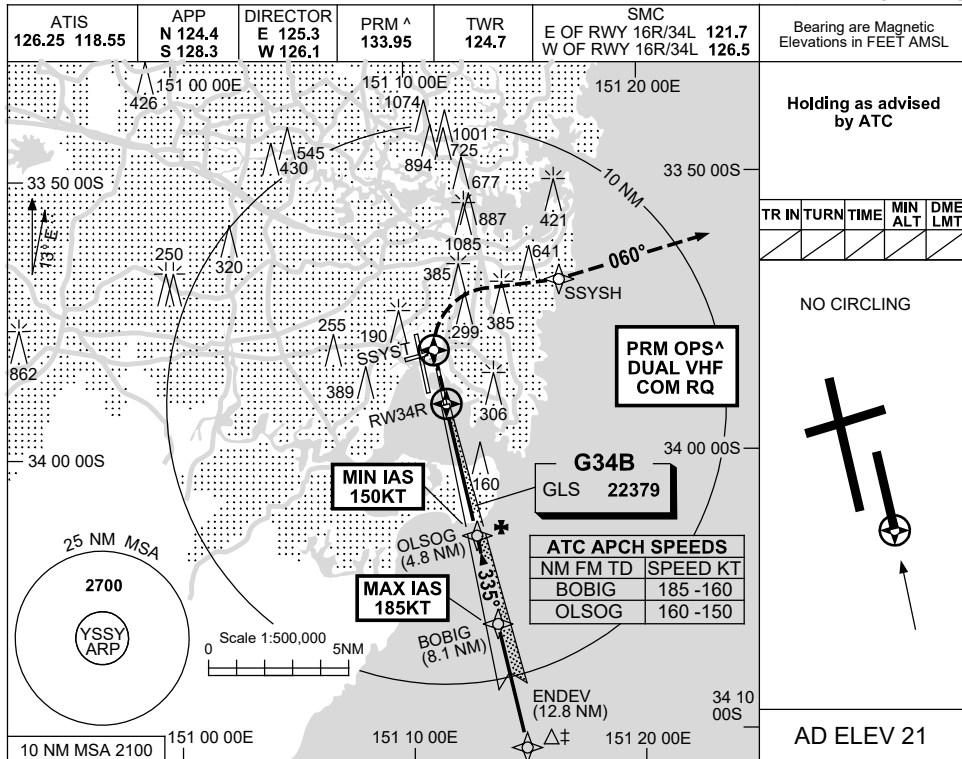 ATIS
126.25 118.55
APP
N 124.4
S 128.3
DIRECTOR
E 125.3
W 126.1
PRM ^
133.95
TWR
124.7
SMC
E OF RWY 16R/34L 121.7
W OF RWY 16R/34L 126.5
Bearing are Magnetic
Elevations in FEET AMSL
Holding as advised
by ATC
TR IN TURN TIME MIN ALT DME LMT
NO CIRCLING
AD ELEV 21
151 00 00E
151 10 00E
151 20 00E
426
1074
1001
894
725
545
430
677
33 50 00S
33 50 00S
10 NM
13° E
887
421
1085
320
250
641
060°
385
SSYSH
385
299
190
255
SSYST
862
389
306
RW34R
PRM OPS^
DUAL VHF
COM RQ
34 00 00S
34 00 00S
160
G34B
GLS 22379
MIN IAS
150KT
OLSOG
(4.8 NM)
ATC APCH SPEEDS
NM FM TD SPEED KT
BOBIG 185 -160
OLSOG 160 -150
335°
MAX IAS
185KT
BOBIG
(8.1 NM)
25 NM MSA
2700
YSSY
ARP
Scale 1:500,000
0 5NM
ENDEV
(12.8 NM)
34 10
00S
10 NM MSA 2100
151 00 00E
151 10 00E
151 20 00E